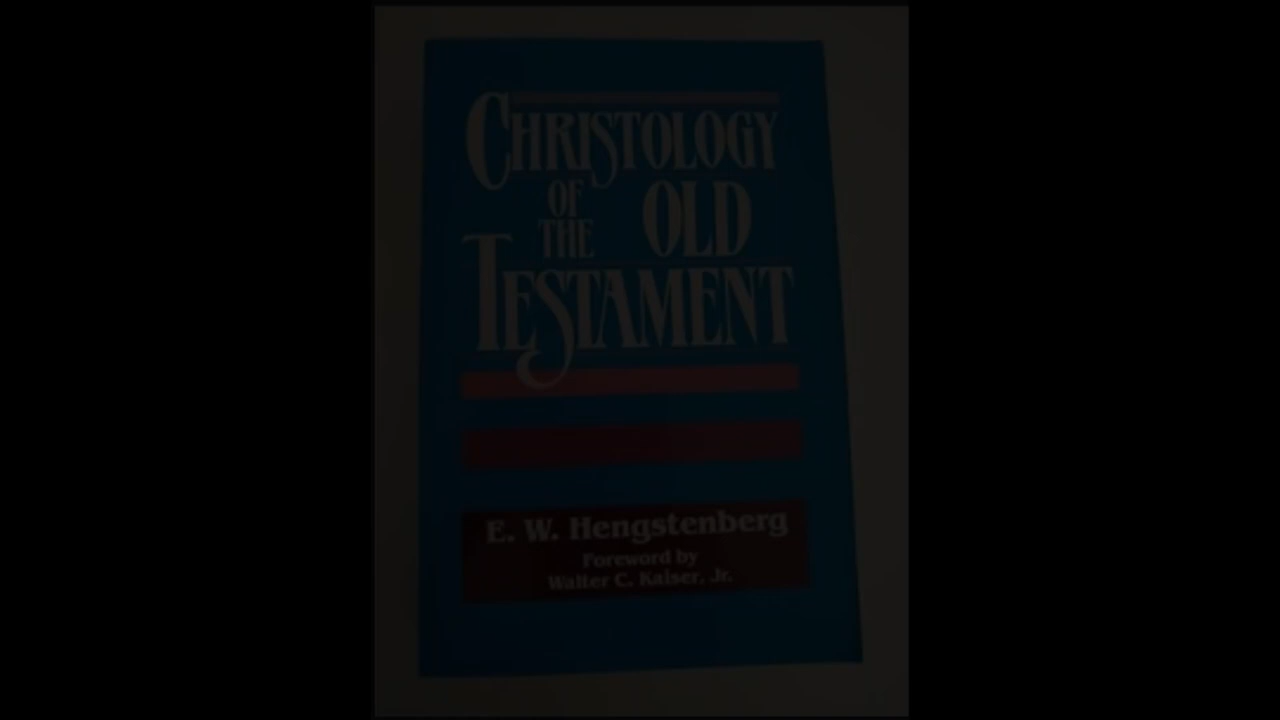 CHRISTOLOGY
OF
THE
OLD
TESTAMENT
E. W. Hengstenberg
Foreword by
Walter C. Kaiser, Jr.